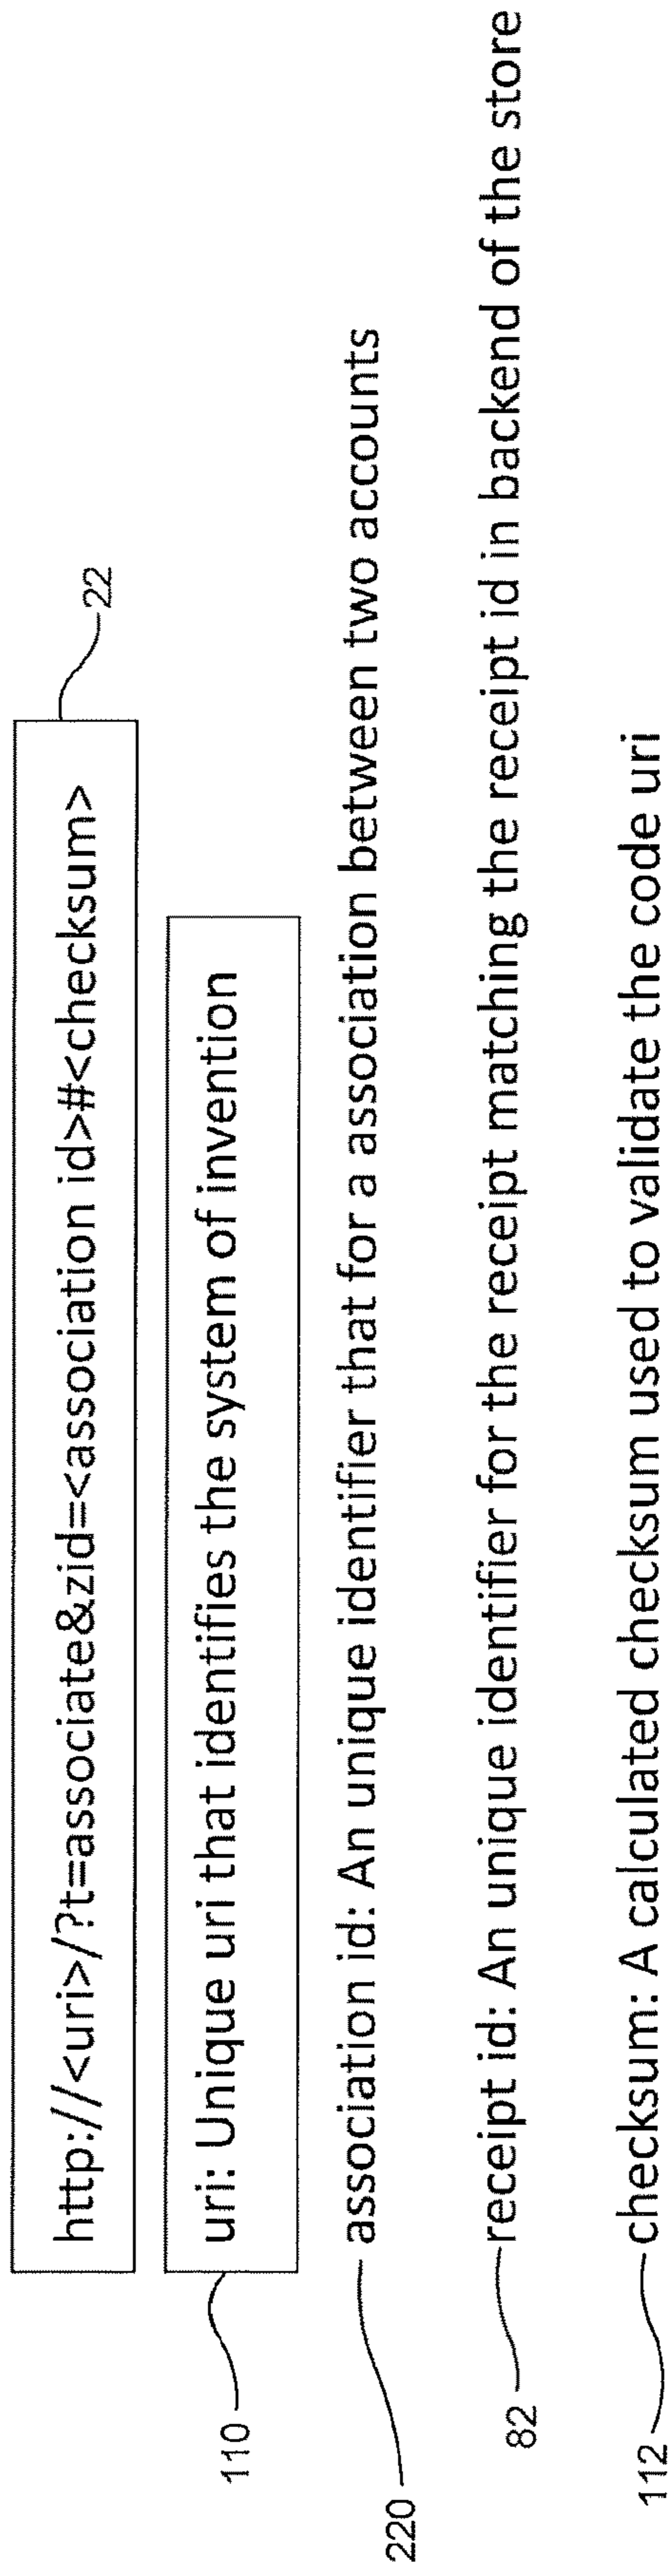 http://<uri>/?t=associate&zid=<association id>#<checksum>
22
110
uri: Unique uri that identifies the system of invention
220
association id: An unique identifier that for a association between two accounts
82
receipt id: An unique identifier for the receipt matching the receipt id in backend of the store
112
checksum: A calculated checksum used to validate the code uri